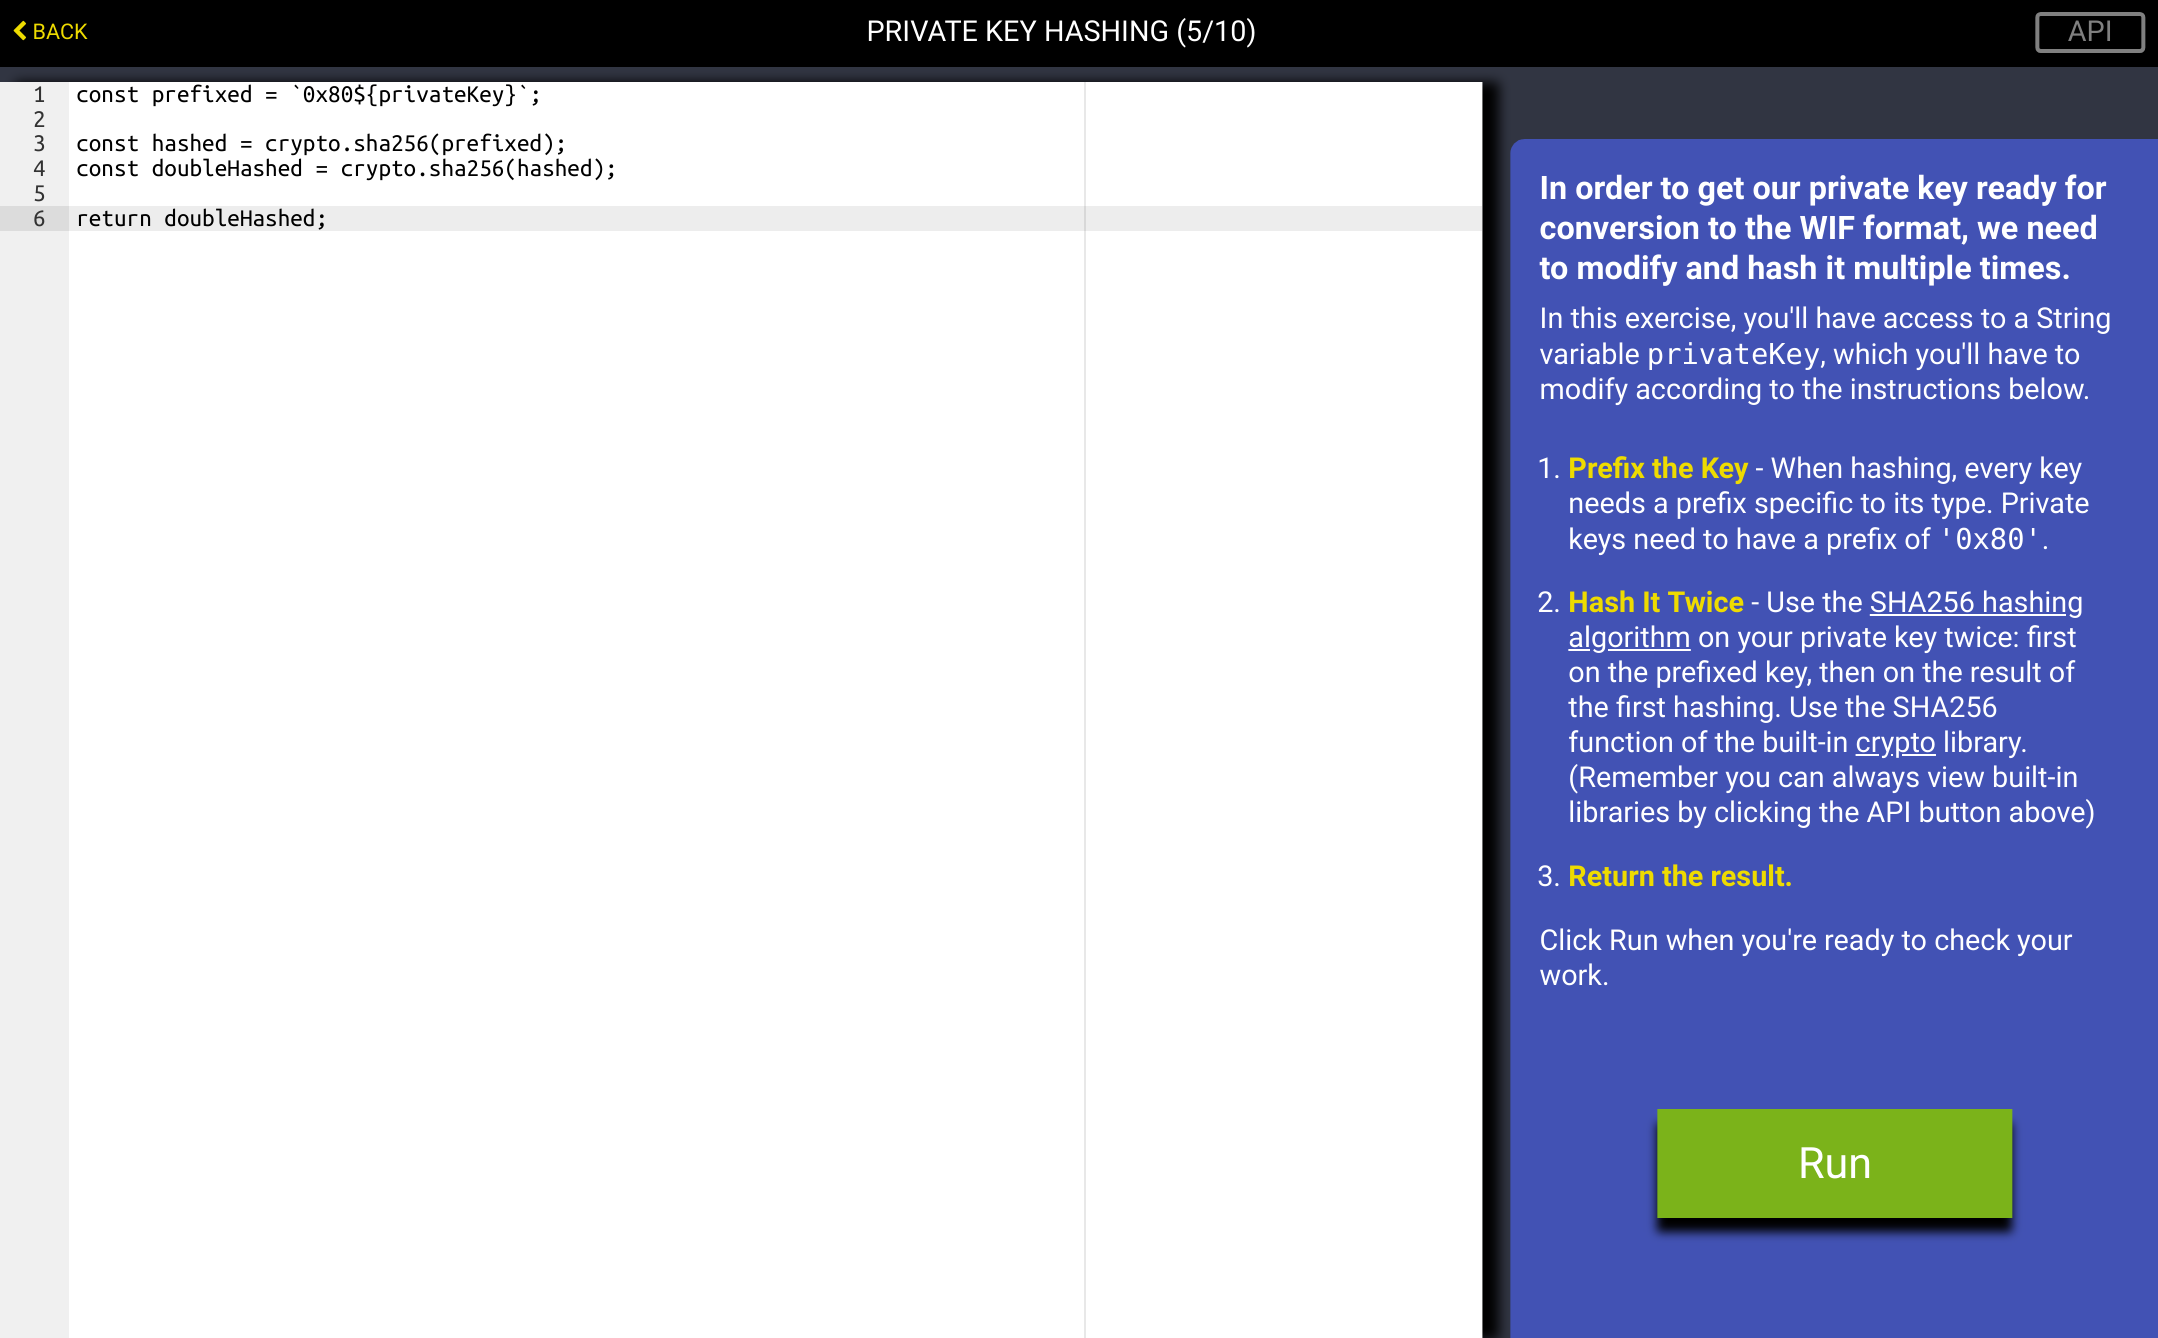 BACK
PRIVATE KEY HASHING (5/10)
API
1 const prefixed = `0x80${privateKey}`;
2
3 const hashed = crypto.sha256(prefixed);
4 const doubleHashed = crypto.sha256(hashed);
5
6 return doubleHashed;
In order to get our private key ready for
conversion to the WIF format, we need
to modify and hash it multiple times.
In this exercise, you'll have access to a String
variable privateKey, which you'll have to
modify according to the instructions below.
1. Prefix the Key - When hashing, every key
needs a prefix specific to its type. Private
keys need to have a prefix of '0x80'.
2. Hash It Twice - Use the SHA256 hashing
algorithm on your private key twice: first
on the prefixed key, then on the result of
the first hashing. Use the SHA256
function of the built-in crypto library.
(Remember you can always view built-in
libraries by clicking the API button above)
3. Return the result.
Click Run when you're ready to check your
work.
Run